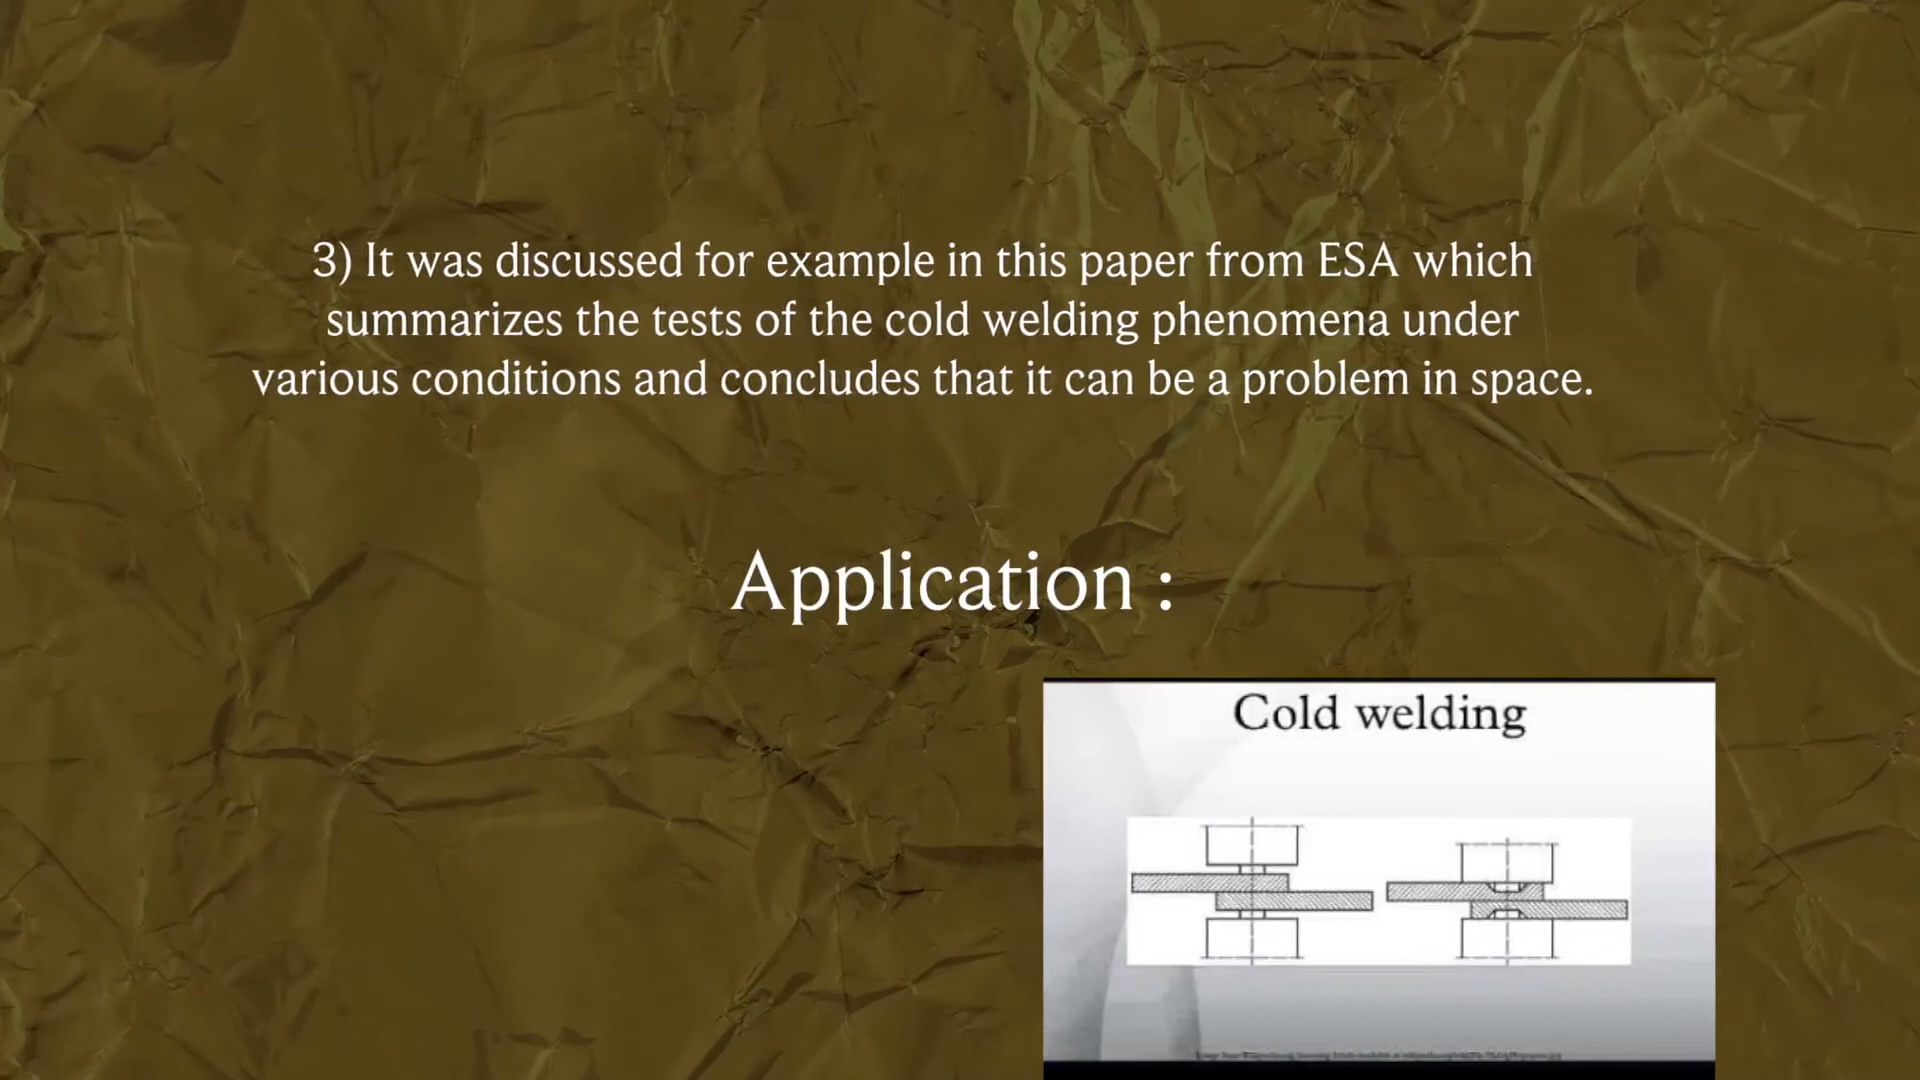 3) It was discussed for example in this paper from ESA which
summarizes the tests of the cold welding phenomena under
various conditions and concludes that it can be a problem in space.
Application :
Cold welding